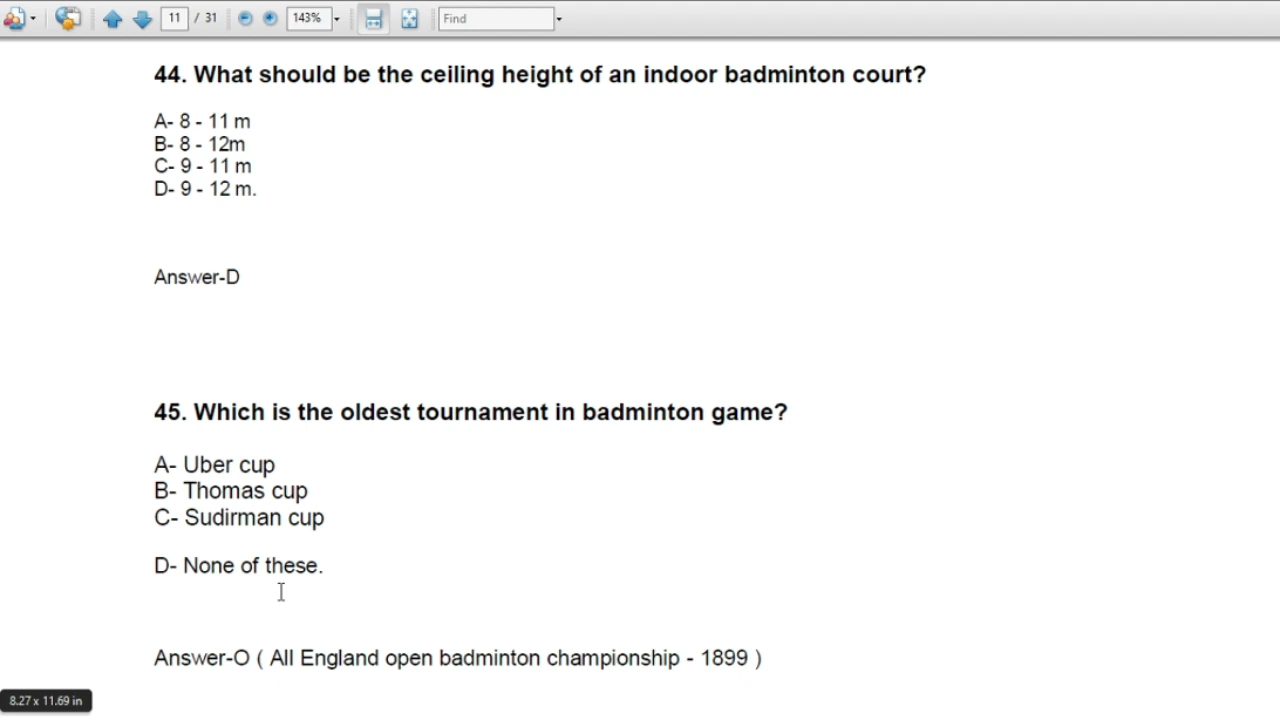 11 / 31 143% Find
44. What should be the ceiling height of an indoor badminton court?
A- 8 - 11 m
B- 8 - 12m
C- 9 - 11 m
D- 9 - 12 m.
Answer-D
45. Which is the oldest tournament in badminton game?
A- Uber cup
B- Thomas cup
C- Sudirman cup
D- None of these.
Answer-O ( All England open badminton championship - 1899 )
8.27 x 11.69 in